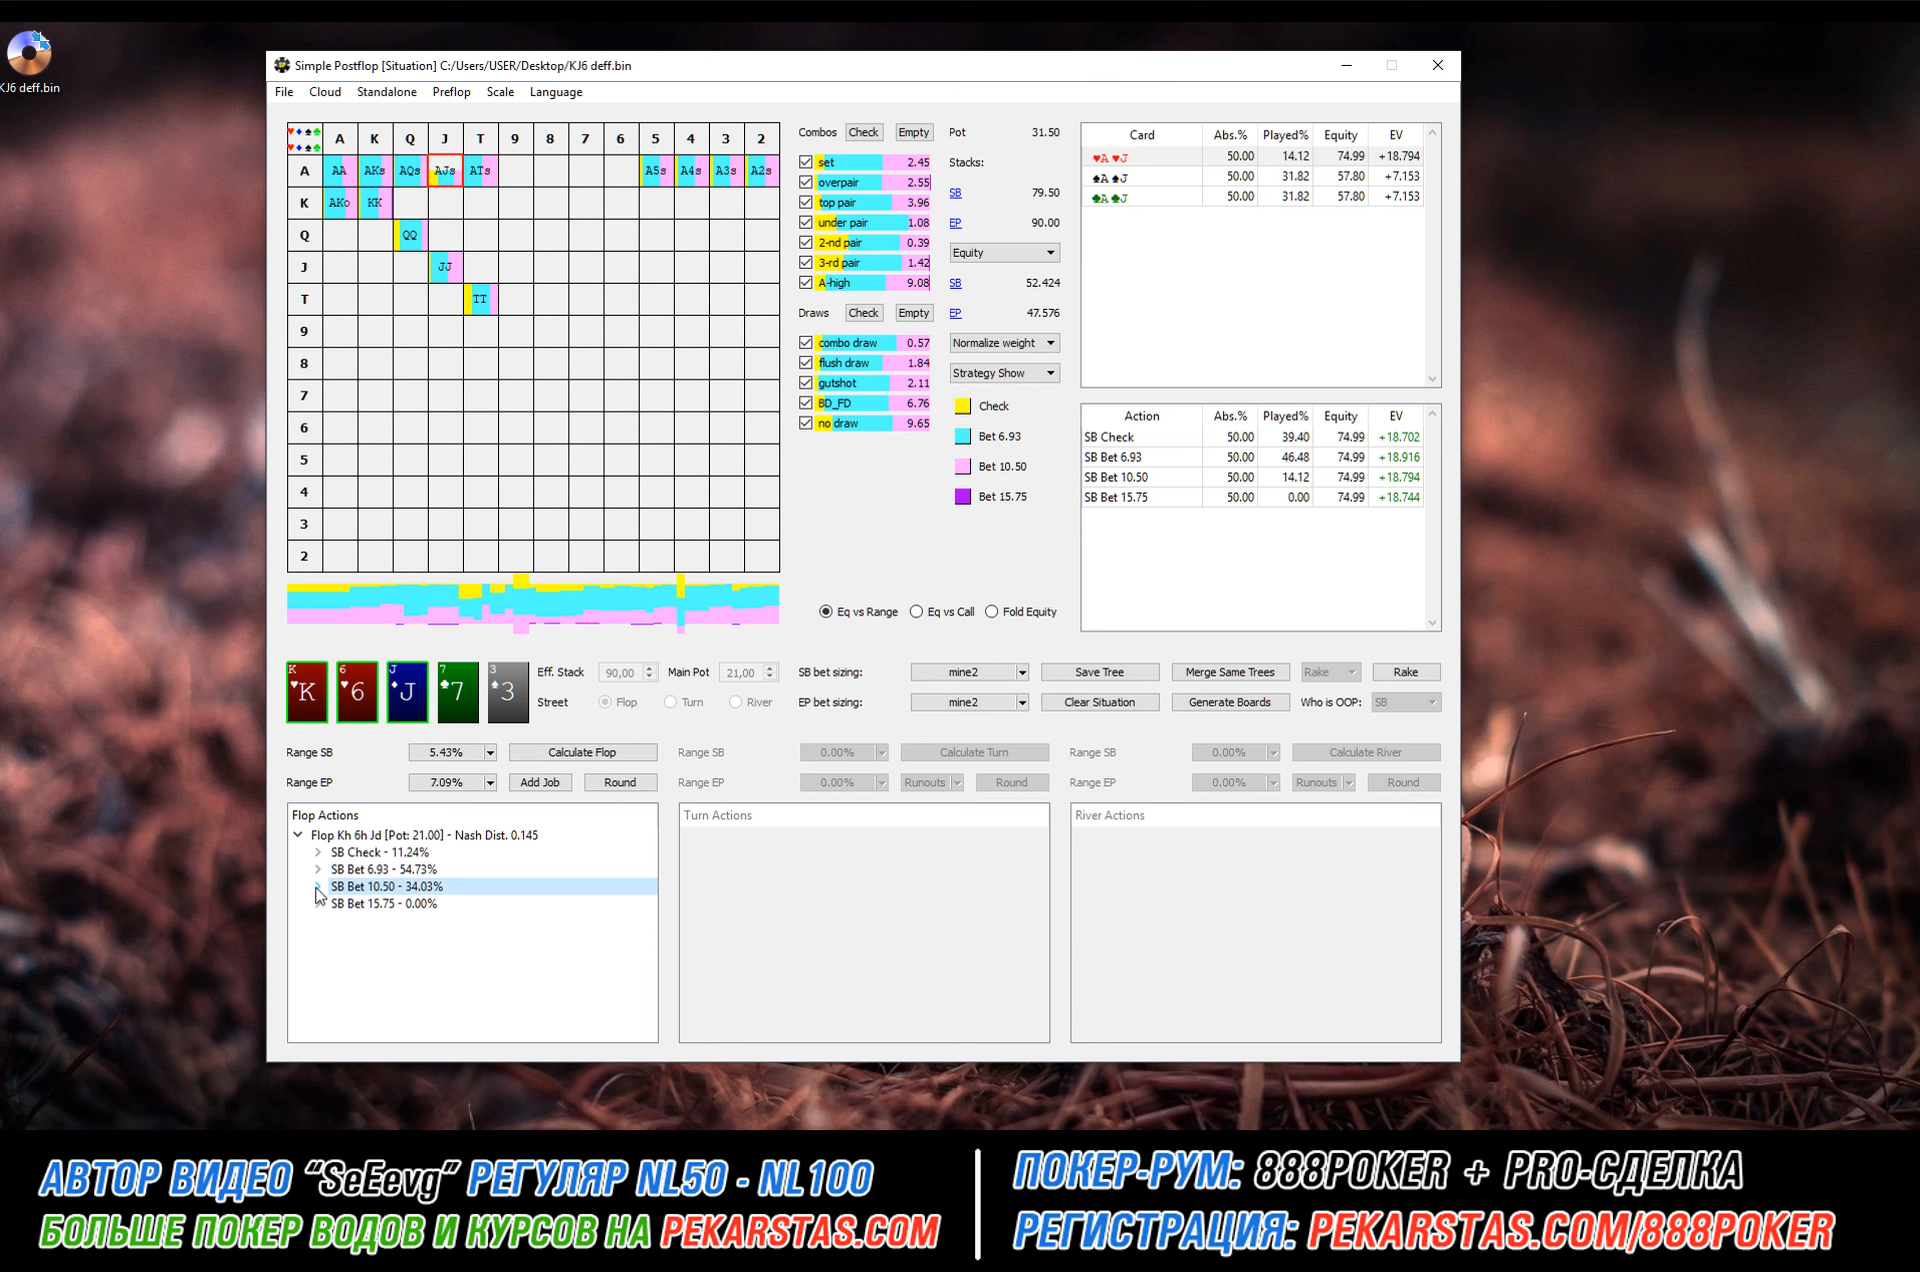 KJ6 deff.bin
Simple Postflop [Situation] C:/Users/USER/Desktop/KJ6 deff.bin
File Cloud Standalone Preflop Scale Language
A K Q J T 9 8 7 6 5 4 3 2
A AA AKs AQs AJs ATs A5s A4s A3s A2s
K AKo KK
Q QQ
J JJ
T TT
9
8
7
6
5
4
3
2
Combos Check Empty
set 2.45
overpair 2.55
top pair 3.96
under pair 1.08
2-nd pair 0.39
3-rd pair 1.42
A-high 9.08
Draws Check Empty
combo draw 0.57
flush draw 1.84
gutshot 2.11
BD_FD 6.76
no draw 9.65
Pot 31.50
Stacks:
SB 79.50
EP 90.00
Equity
SB 52.424
EP 47.576
Normalize weight
Strategy Show
Check
Bet 6.93
Bet 10.50
Bet 15.75
Eq vs Range Eq vs Call Fold Equity
Card Abs.% Played% Equity EV
♥A ♥J 50.00 14.12 74.99 +18.794
♠A ♠J 50.00 31.82 57.80 +7.153
♣A ♣J 50.00 31.82 57.80 +7.153
Action Abs.% Played% Equity EV
SB Check 50.00 39.40 74.99 +18.702
SB Bet 6.93 50.00 46.48 74.99 +18.916
SB Bet 10.50 50.00 14.12 74.99 +18.794
SB Bet 15.75 50.00 0.00 74.99 +18.744
K ♥ K
6 ♥ 6
J ♦ J
7 ♣ 7
3 ♠ 3
Eff. Stack 90,00 Main Pot 21,00
Street Flop Turn River
SB bet sizing: mine2 Save Tree Merge Same Trees Rake Rake
EP bet sizing: mine2 Clear Situation Generate Boards Who is OOP: SB
Range SB 5.43% Calculate Flop
Range EP 7.09% Add Job Round
Range SB 0.00% Calculate Turn
Range EP 0.00% Runouts Round
Range SB 0.00% Calculate River
Range EP 0.00% Runouts Round
Flop Actions
Flop Kh 6h Jd [Pot: 21.00] - Nash Dist. 0.145
SB Check - 11.24%
SB Bet 6.93 - 54.73%
SB Bet 10.50 - 34.03%
SB Bet 15.75 - 0.00%
Turn Actions
River Actions
АВТОР ВИДЕО “SeEevg” РЕГУЛЯР NL50 - NL100
БОЛЬШЕ ПОКЕР ВОДОВ И КУРСОВ НА PEKARSTAS.COM
ПОКЕР-РУМ: 888POKER + PRO-СДЕЛКА
РЕГИСТРАЦИЯ: PEKARSTAS.COM/888POKER